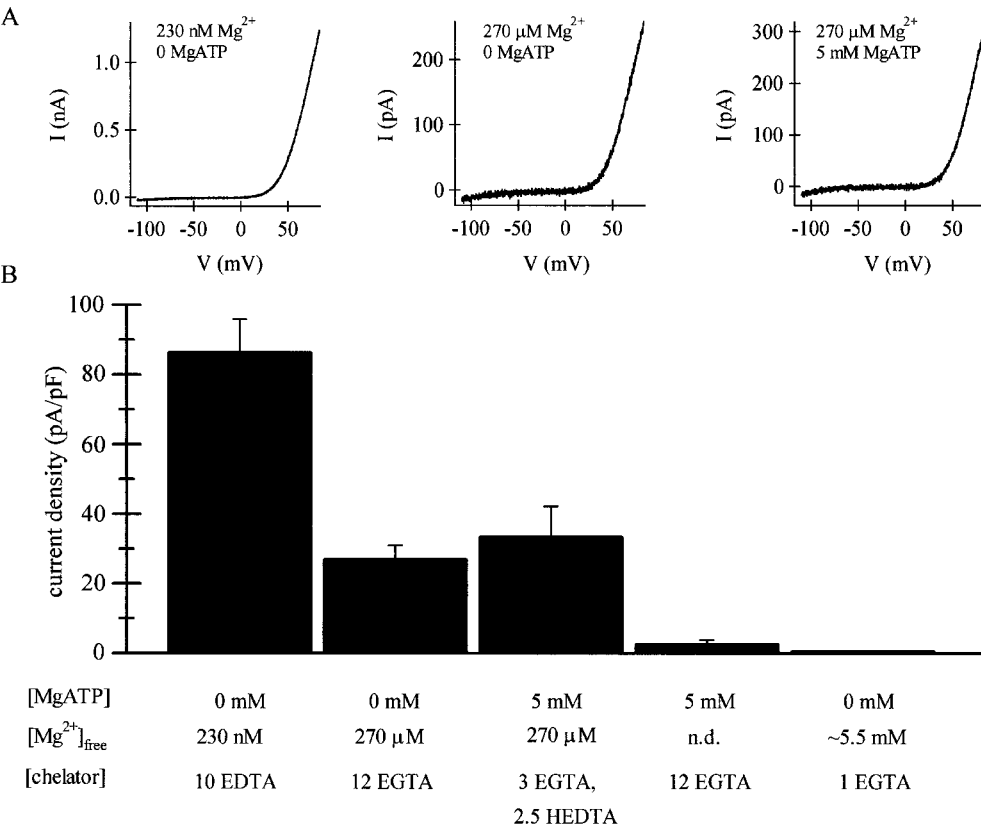 A
230 nM Mg2+
0 MgATP
1.0
0.5
0.0
I (nA)
-100 -50 0 50
V (mV)
270 μM Mg2+
0 MgATP
200
100
0
I (pA)
-100 -50 0 50
V (mV)
270 μM Mg2+
5 mM MgATP
300
200
100
0
I (pA)
-100 -50 0 50
V (mV)
B
100
80
60
40
20
0
current density (pA/pF)
[MgATP] 0 mM 0 mM 5 mM 5 mM 0 mM
[Mg2+]free 230 nM 270 μM 270 μM n.d. ~5.5 mM
[chelator] 10 EDTA 12 EGTA 3 EGTA, 12 EGTA 1 EGTA
2.5 HEDTA